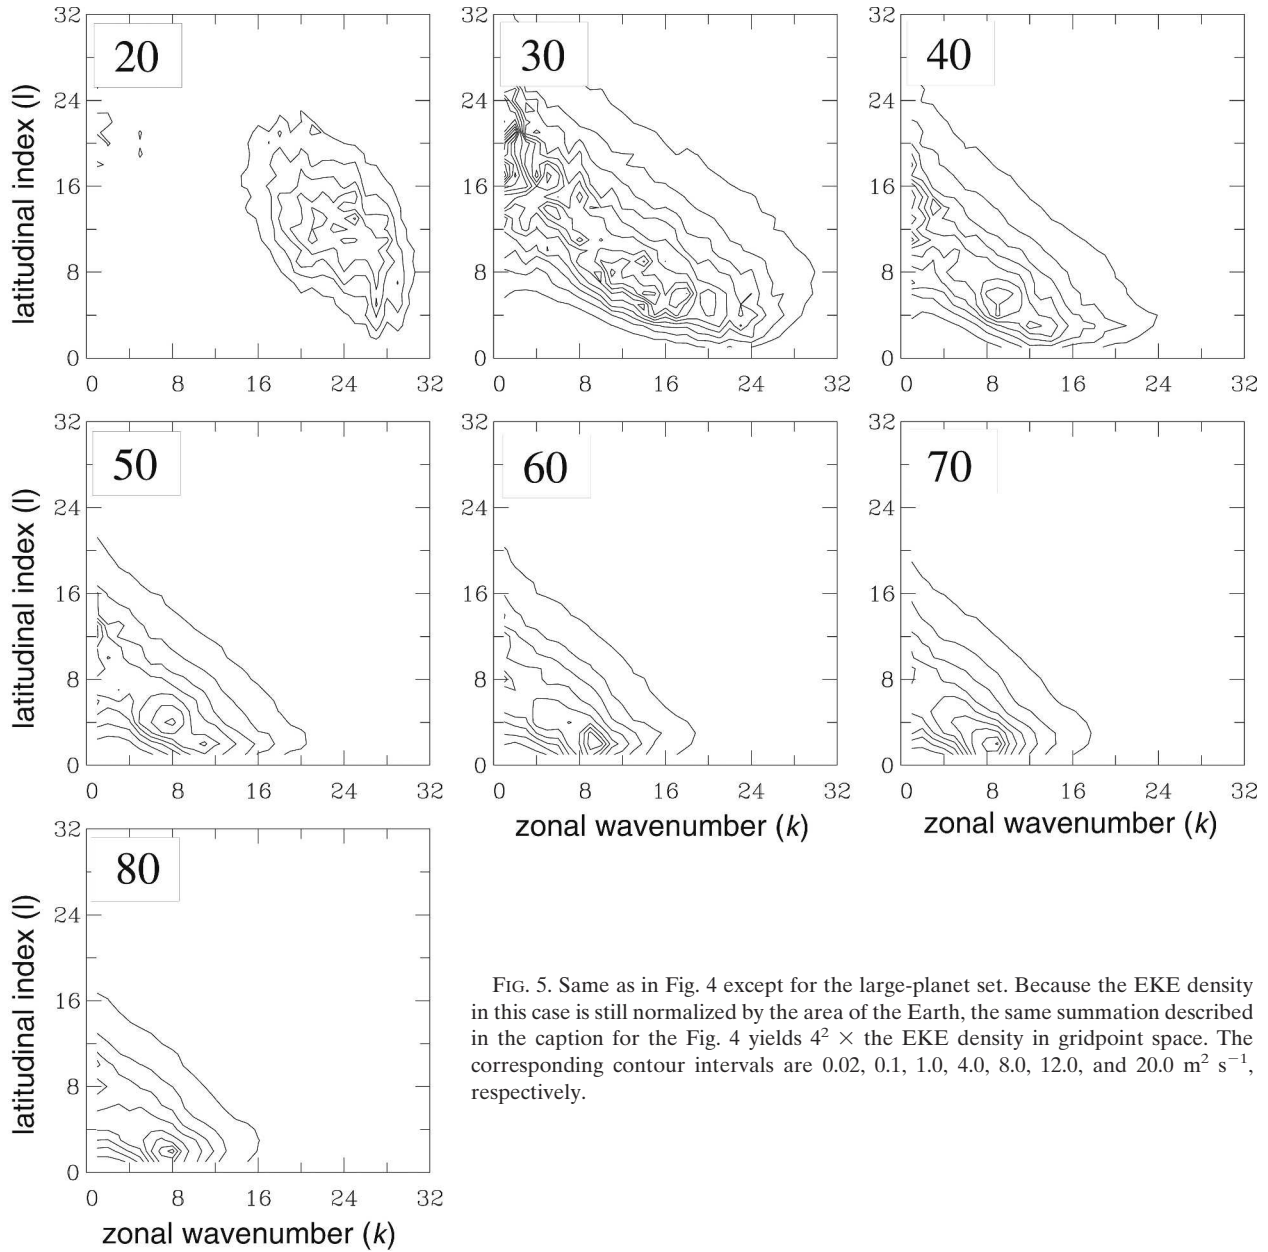 32
24
16
8
0
latitudinal index (l)
20
0 8 16 24 32
32
24
16
8
0
30
0 8 16 24 32
32
24
16
8
0
40
0 8 16 24 32
32
24
16
8
0
latitudinal index (l)
50
0 8 16 24 32
32
24
16
8
0
60
0 8 16 24 32
zonal wavenumber (k)
32
24
16
8
0
70
0 8 16 24 32
zonal wavenumber (k)
32
24
16
8
0
latitudinal index (l)
80
0 8 16 24 32
zonal wavenumber (k)
FIG. 5. Same as in Fig. 4 except for the large-planet set. Because the EKE density
in this case is still normalized by the area of the Earth, the same summation described
in the caption for the Fig. 4 yields 4² × the EKE density in gridpoint space. The
corresponding contour intervals are 0.02, 0.1, 1.0, 4.0, 8.0, 12.0, and 20.0 m² s⁻¹,
respectively.